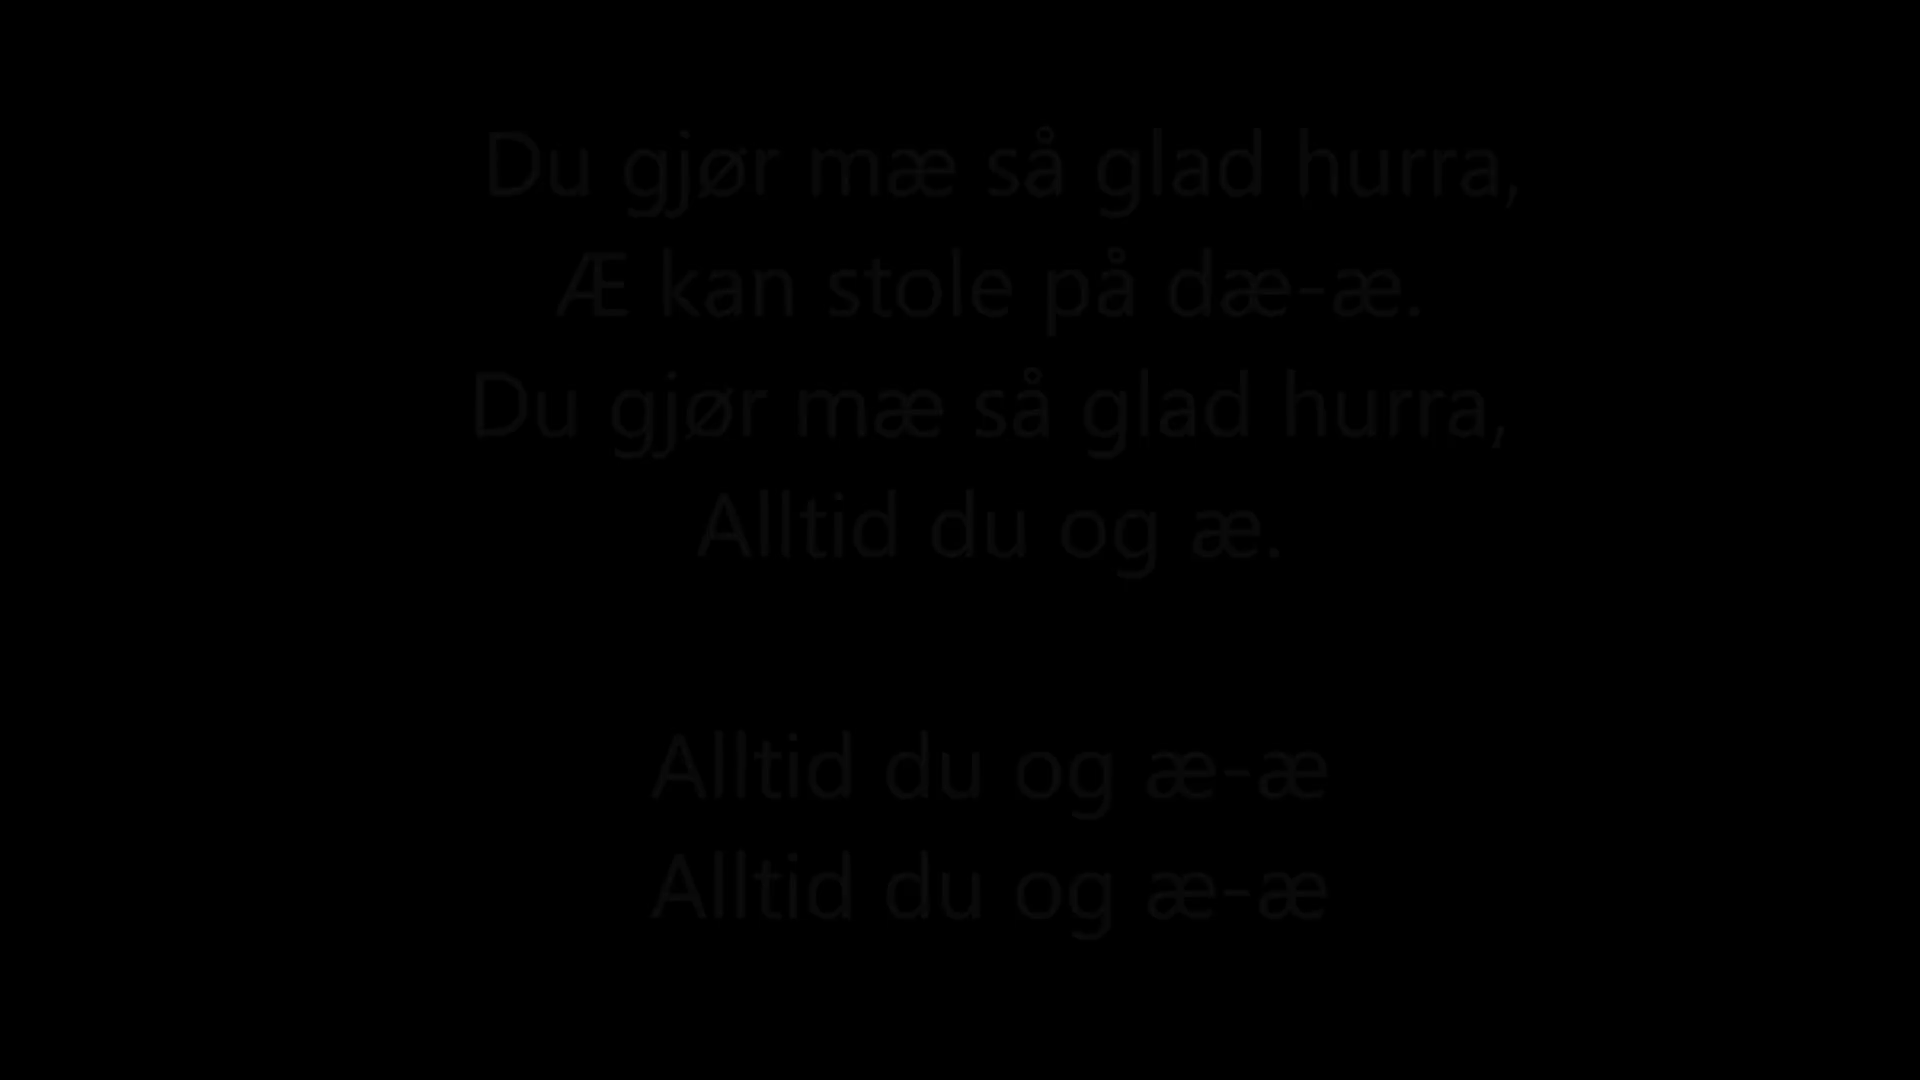 Du gjør mæ så glad hurra,
Æ kan stole på dæ-æ.
Du gjør mæ så glad hurra,
Alltid du og æ.
Alltid du og æ-æ
Alltid du og æ-æ